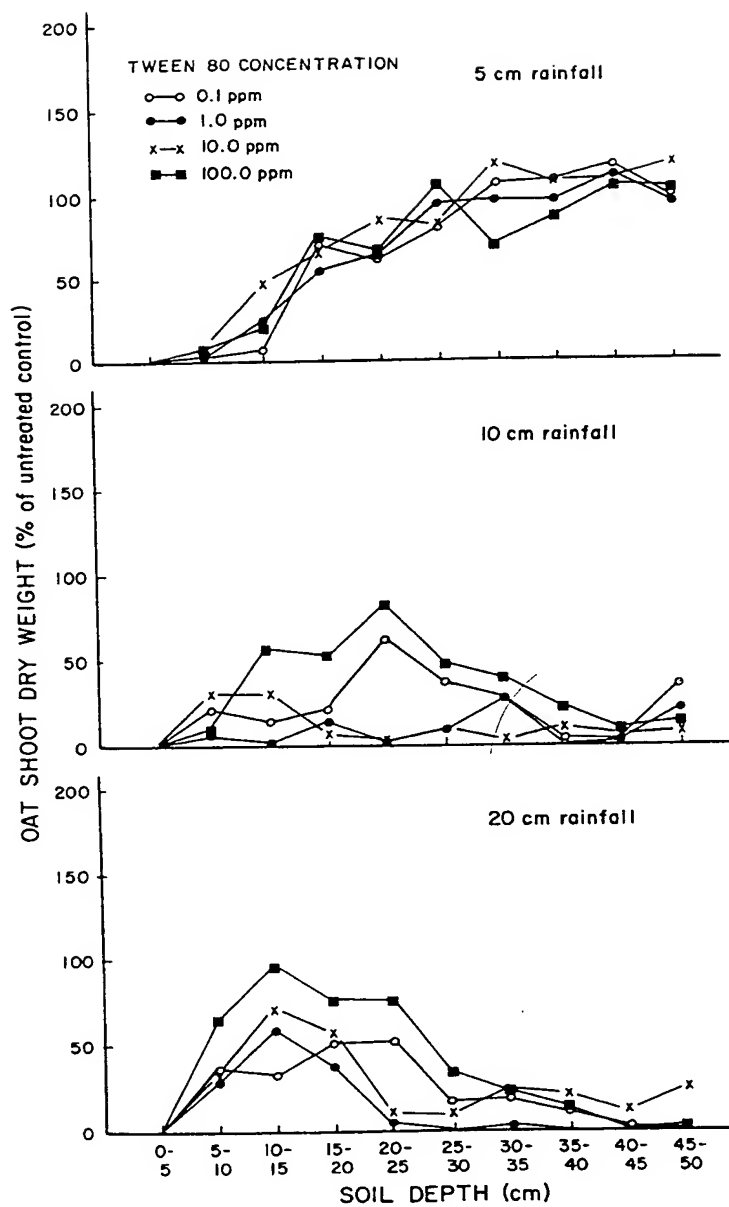 OAT SHOOT DRY WEIGHT (% of untreated control)
200
150
100
50
0
TWEEN 80 CONCENTRATION
0.1 ppm
1.0 ppm
10.0 ppm
100.0 ppm
5 cm rainfall
200
150
100
50
0
10 cm rainfall
200
150
100
50
0
20 cm rainfall
0-5
5-10
10-15
15-20
20-25
25-30
30-35
35-40
40-45
45-50
SOIL DEPTH (cm)